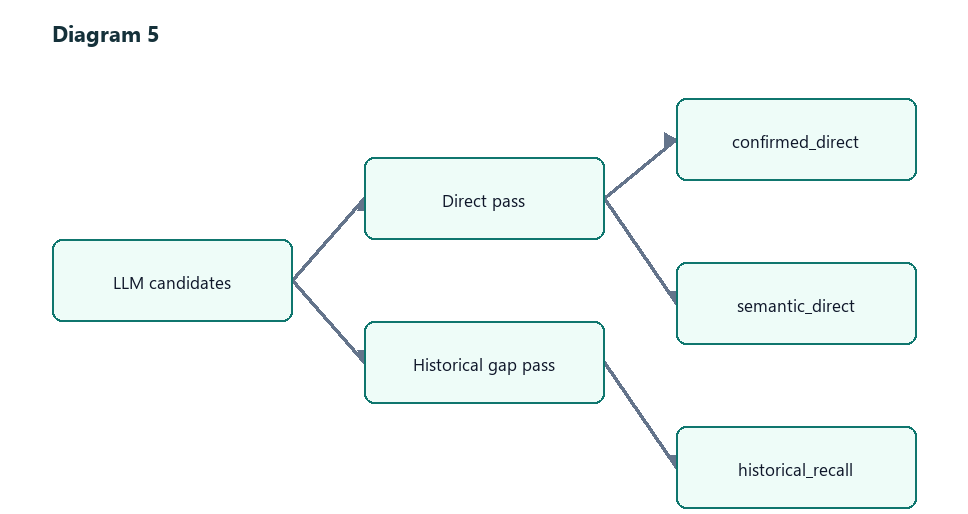 Diagram 5
LLM candidates
Direct pass
Historical gap pass
confirmed_direct
semantic_direct
historical_recall